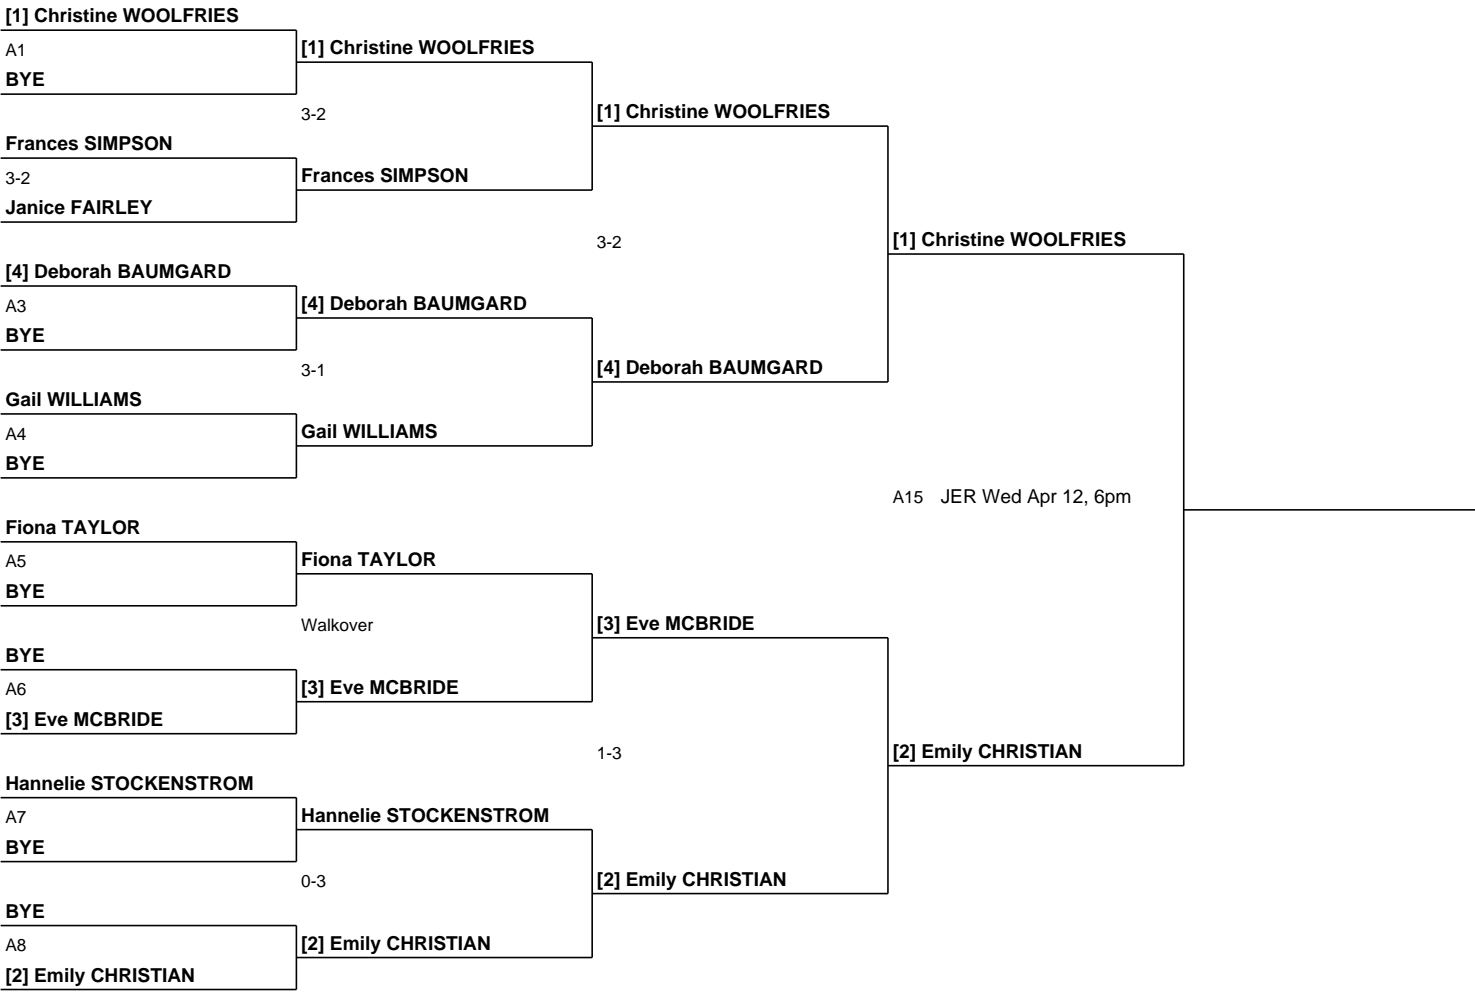 [1] Christine WOOLFRIES
A1
BYE
Frances SIMPSON
3-2
Janice FAIRLEY
[4] Deborah BAUMGARD
A3
BYE
Gail WILLIAMS
A4
BYE
Fiona TAYLOR
A5
BYE
BYE
A6
[3] Eve MCBRIDE
Hannelie STOCKENSTROM
A7
BYE
BYE
A8
[2] Emily CHRISTIAN
[1] Christine WOOLFRIES
3-2
Frances SIMPSON
[4] Deborah BAUMGARD
3-1
Gail WILLIAMS
Fiona TAYLOR
Walkover
[3] Eve MCBRIDE
Hannelie STOCKENSTROM
0-3
[2] Emily CHRISTIAN
[1] Christine WOOLFRIES
3-2
[4] Deborah BAUMGARD
[3] Eve MCBRIDE
1-3
[2] Emily CHRISTIAN
[1] Christine WOOLFRIES
A15 JER Wed Apr 12, 6pm
[2] Emily CHRISTIAN